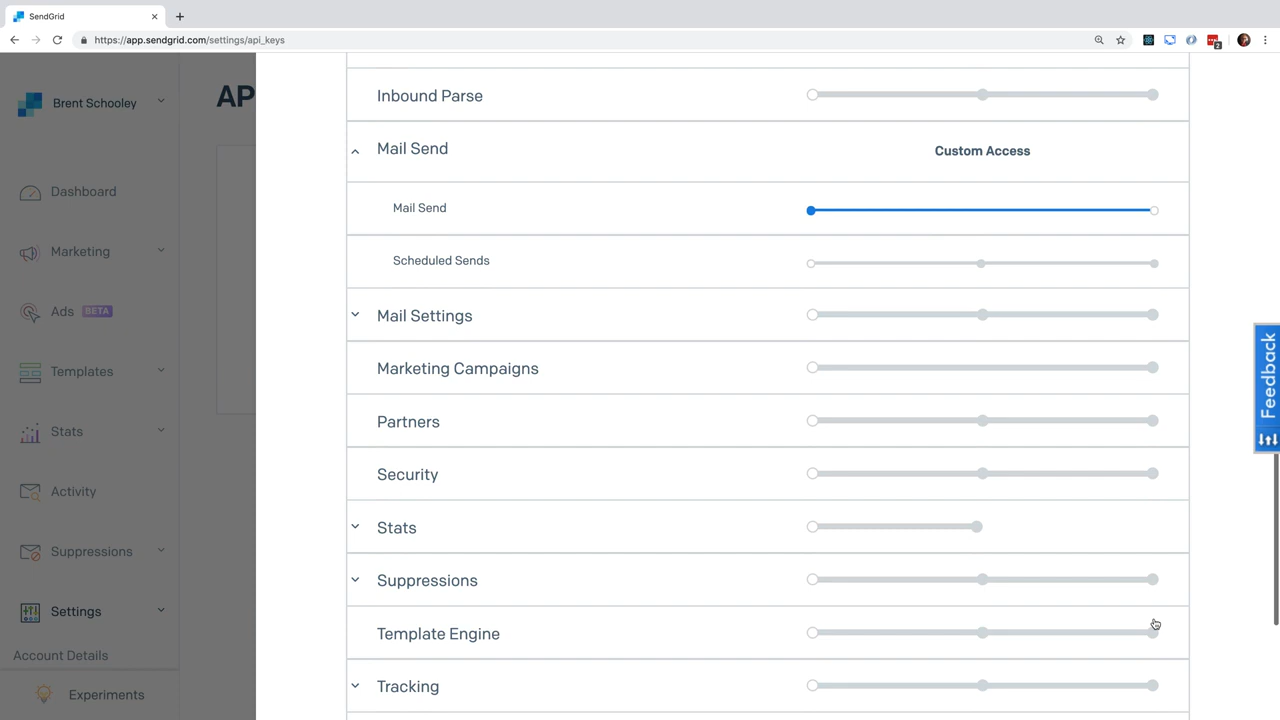 SendGrid
https://app.sendgrid.com/settings/api_keys
2
Brent Schooley
AP
Dashboard
Marketing
Ads BETA
Templates
Stats
Activity
Suppressions
Settings
Account Details
Experiments
Inbound Parse
Mail Send
Custom Access
Mail Send
Scheduled Sends
Mail Settings
Marketing Campaigns
Partners
Security
Stats
Suppressions
Template Engine
Tracking
Feedback